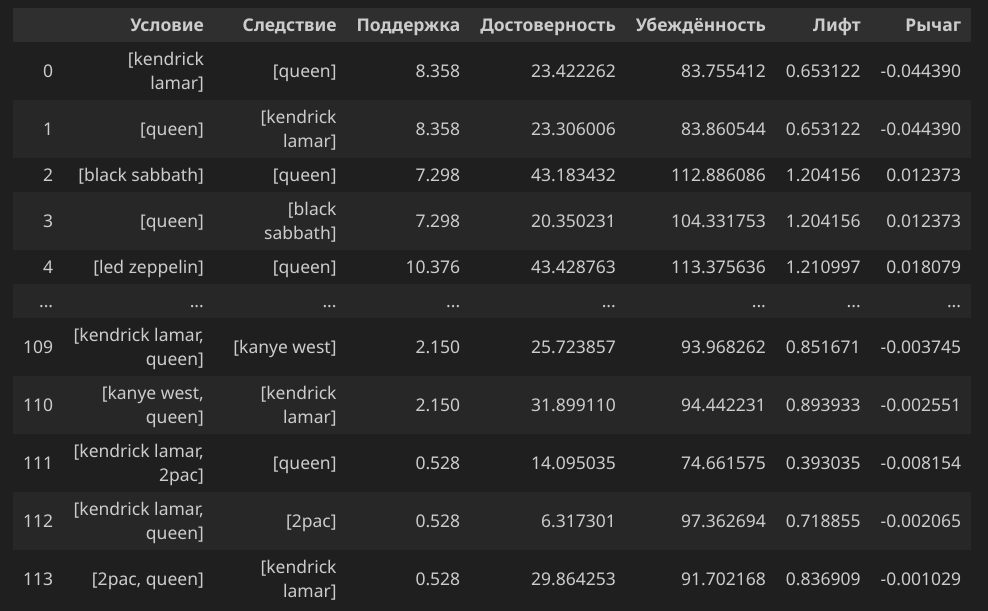 Условие Следствие Поддержка Достоверность Убеждённость Лифт Рычаг
0 [kendrick lamar] [queen] 8.358 23.422262 83.755412 0.653122 -0.044390
1 [queen] [kendrick lamar] 8.358 23.306006 83.860544 0.653122 -0.044390
2 [black sabbath] [queen] 7.298 43.183432 112.886086 1.204156 0.012373
3 [queen] [black sabbath] 7.298 20.350231 104.331753 1.204156 0.012373
4 [led zeppelin] [queen] 10.376 43.428763 113.375636 1.210997 0.018079
... ... ... ... ... ... ... ...
109 [kendrick lamar, queen] [kanye west] 2.150 25.723857 93.968262 0.851671 -0.003745
110 [kanye west, queen] [kendrick lamar] 2.150 31.899110 94.442231 0.893933 -0.002551
111 [kendrick lamar, 2pac] [queen] 0.528 14.095035 74.661575 0.393035 -0.008154
112 [kendrick lamar, queen] [2pac] 0.528 6.317301 97.362694 0.718855 -0.002065
113 [2pac, queen] [kendrick lamar] 0.528 29.864253 91.702168 0.836909 -0.001029